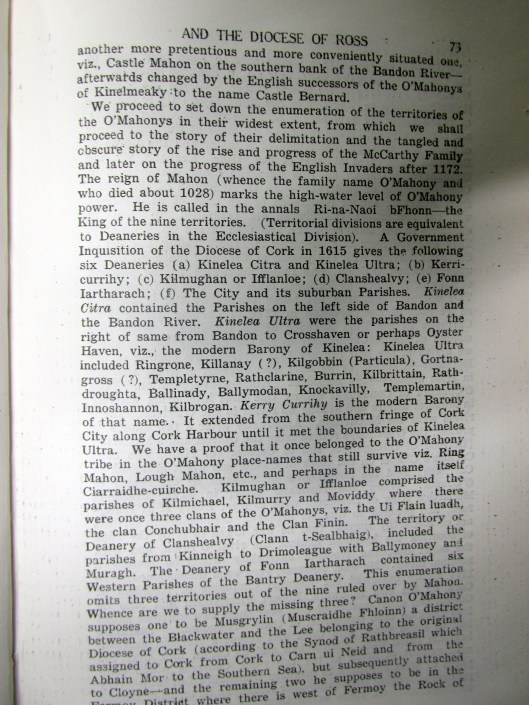 AND THE DIOCESE OF ROSS 73
another more pretentious and more conveniently situated one,
viz., Castle Mahon on the southern bank of the Bandon River—
afterwards changed by the English successors of the O'Mahonys
of Kinelmeaky to the name Castle Bernard.
We proceed to set down the enumeration of the territories of
the O'Mahonys in their widest extent, from which we shall
proceed to the story of their delimitation and the tangled and
obscure story of the rise and progress of the McCarthy Family
and later on the progress of the English Invaders after 1172.
The reign of Mahon (whence the family name O'Mahony and
who died about 1028) marks the high-water level of O'Mahony
power. He is called in the annals Ri-na-Naoi bFhonn—the
King of the nine territories. (Territorial divisions are equivalent
to Deaneries in the Ecclesiastical Division). A Government
Inquisition of the Diocese of Cork in 1615 gives the following
six Deaneries (a) Kinelea Citra and Kinelea Ultra; (b) Kerri-
currihy; (c) Kilmughan or Ifflanloe; (d) Clanshealvy; (e) Fonn
Iartharach; (f) The City and its suburban Parishes. Kinelea
Citra contained the Parishes on the left side of Bandon and
the Bandon River. Kinelea Ultra were the parishes on the
right of same from Bandon to Crosshaven or perhaps Oyster
Haven, viz., the modern Barony of Kinelea: Kinelea Ultra
included Ringrone, Killanay (?), Kilgobbin (Particula), Gortna-
gross (?), Templetyrne, Rathclarine, Burrin, Kilbrittain, Rath-
droughta, Ballinady, Ballymodan, Knockavilly, Templemartin,
Innoshannon, Kilbrogan. Kerry Currihy is the modern Barony
of that name. It extended from the southern fringe of Cork
City along Cork Harbour until it met the boundaries of Kinelea
Ultra. We have a proof that it once belonged to the O'Mahony
tribe in the O'Mahony place-names that still survive viz. Ring
Mahon, Lough Mahon, etc., and perhaps in the name itself
Ciarraidhe-cuirche. Kilmughan or Ifflanloe comprised the
parishes of Kilmichael, Kilmurry and Moviddy where there
were once three clans of the O'Mahonys, viz. the Ui Flain luadh,
the clan Conchubhair and the Clan Finin. The territory or
Deanery of Clanshealvy (Clann t-Sealbhaig), included the
parishes from Kinneigh to Drimoleague with Ballymoney and
Muragh. The Deanery of Fonn Iartharach contained six
Western Parishes of the Bantry Deanery. This enumeration
omits three territories out of the nine ruled over by Mahon.
Whence are we to supply the missing three? Canon O'Mahony
supposes one to be Musgrylin (Muscraidhe Fhloinn) a district
between the Blackwater and the Lee belonging to the original
Diocese of Cork (according to the Synod of Rathbreasil which
assigned to Cork from Cork to Carn ui Neid and from the
Abhain Mor to the Southern Sea), but subsequently attached
to Cloyne—and the remaining two he supposes to be in the
Fermoy District where there is west of Fermoy the Rock of